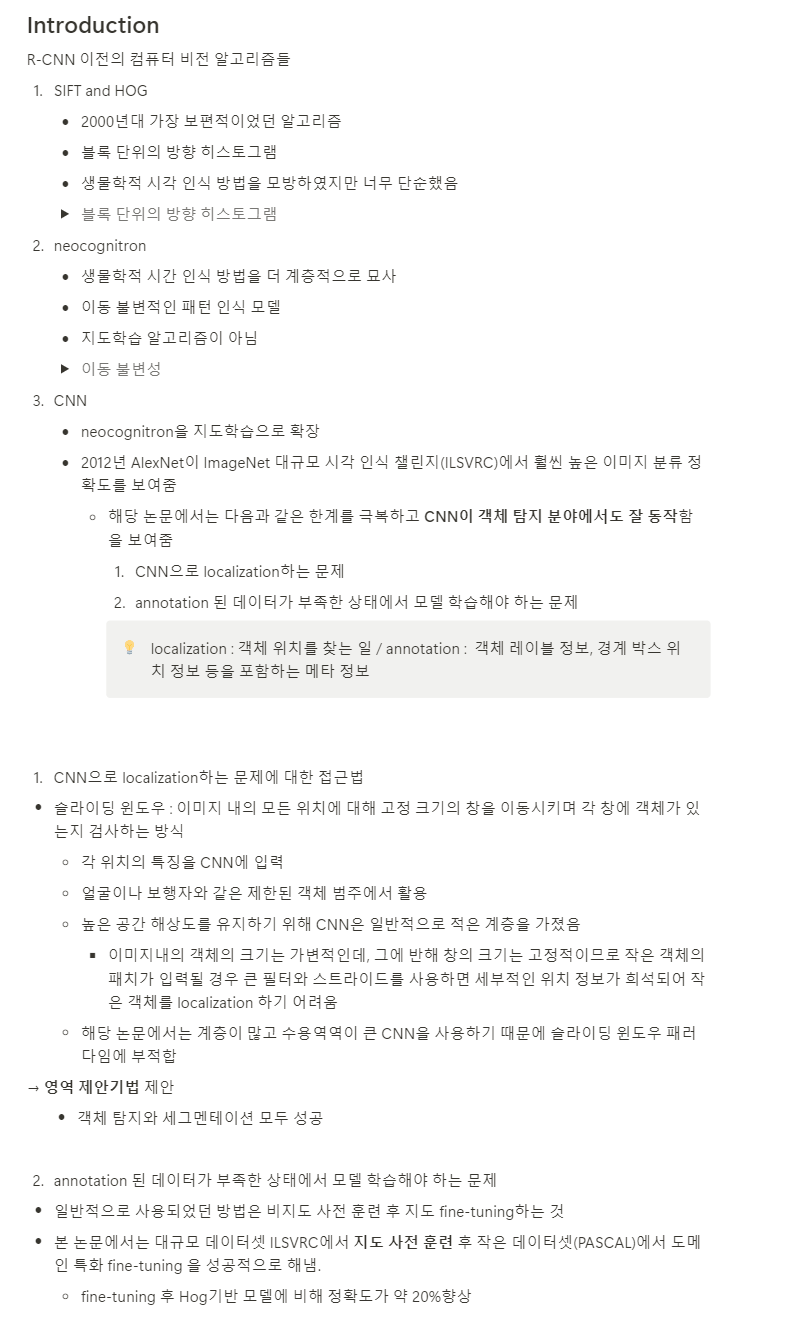 Introduction
R-CNN 이전의 컴퓨터 비전 알고리즘들
1. SIFT and HOG
• 2000년대 가장 보편적이었던 알고리즘
• 블록 단위의 방향 히스토그램
• 생물학적 시각 인식 방법을 모방하였지만 너무 단순했음
▶ 블록 단위의 방향 히스토그램
2. neocognitron
• 생물학적 시간 인식 방법을 더 계층적으로 묘사
• 이동 불변적인 패턴 인식 모델
• 지도학습 알고리즘이 아님
▶ 이동 불변성
3. CNN
• neocognitron을 지도학습으로 확장
• 2012년 AlexNet이 ImageNet 대규모 시각 인식 챌린지(ILSVRC)에서 훨씬 높은 이미지 분류 정
확도를 보여줌
◦ 해당 논문에서는 다음과 같은 한계를 극복하고 CNN이 객체 탐지 분야에서도 잘 동작함
을 보여줌
1. CNN으로 localization하는 문제
2. annotation 된 데이터가 부족한 상태에서 모델 학습해야 하는 문제
localization : 객체 위치를 찾는 일 / annotation : 객체 레이블 정보, 경계 박스 위
치 정보 등을 포함하는 메타 정보
1. CNN으로 localization하는 문제에 대한 접근법
• 슬라이딩 윈도우 : 이미지 내의 모든 위치에 대해 고정 크기의 창을 이동시키며 각 창에 객체가 있
는지 검사하는 방식
◦ 각 위치의 특징을 CNN에 입력
◦ 얼굴이나 보행자와 같은 제한된 객체 범주에서 활용
◦ 높은 공간 해상도를 유지하기 위해 CNN은 일반적으로 적은 계층을 가졌음
▪ 이미지내의 객체의 크기는 가변적인데, 그에 반해 창의 크기는 고정적이므로 작은 객체의
패치가 입력될 경우 큰 필터와 스트라이드를 사용하면 세부적인 위치 정보가 희석되어 작
은 객체를 localization 하기 어려움
◦ 해당 논문에서는 계층이 많고 수용역역이 큰 CNN을 사용하기 때문에 슬라이딩 윈도우 패러
다임에 부적합
→ 영역 제안기법 제안
• 객체 탐지와 세그멘테이션 모두 성공
2. annotation 된 데이터가 부족한 상태에서 모델 학습해야 하는 문제
• 일반적으로 사용되었던 방법은 비지도 사전 훈련 후 지도 fine-tuning하는 것
• 본 논문에서는 대규모 데이터셋 ILSVRC에서 지도 사전 훈련 후 작은 데이터셋(PASCAL)에서 도메
인 특화 fine-tuning 을 성공적으로 해냄.
◦ fine-tuning 후 Hog기반 모델에 비해 정확도가 약 20%향상